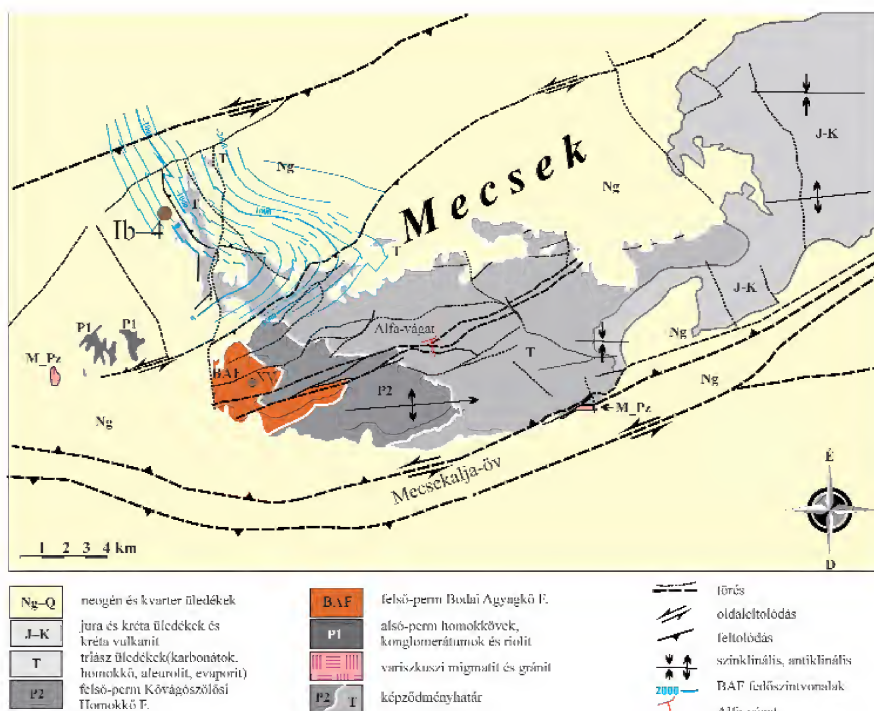 Mecsek
J-K
J-K
Ng
Ng
Ng
Ng
Ng
T
T
T
T
Ib–4
P1
P1
M_Pz
Alfa-vágat
BAF
P2
M_Pz
Mecsekalja-öv
É
D
1 2 3 4 km
Ng–Q neogén és kvarter üledékek
J–K jura és kréta üledékek és kréta vulkanit
T triász üledékek(karbonátok, homokkő, aleurolit, evaporit)
P2 felső-perm Kővágószőlősi Homokkő F.
BAF felső-perm Bodai Agyagkő F.
P1 alsó-perm homokkövek, konglomerátumok és riolit
variszkuszi migmatit és gránit
P2 T képződményhatár
törés
oldaleltolódás
feltolódás
szinklinális, antiklinális
2000 BAF fedőszintvonalak
Alfa-vágat